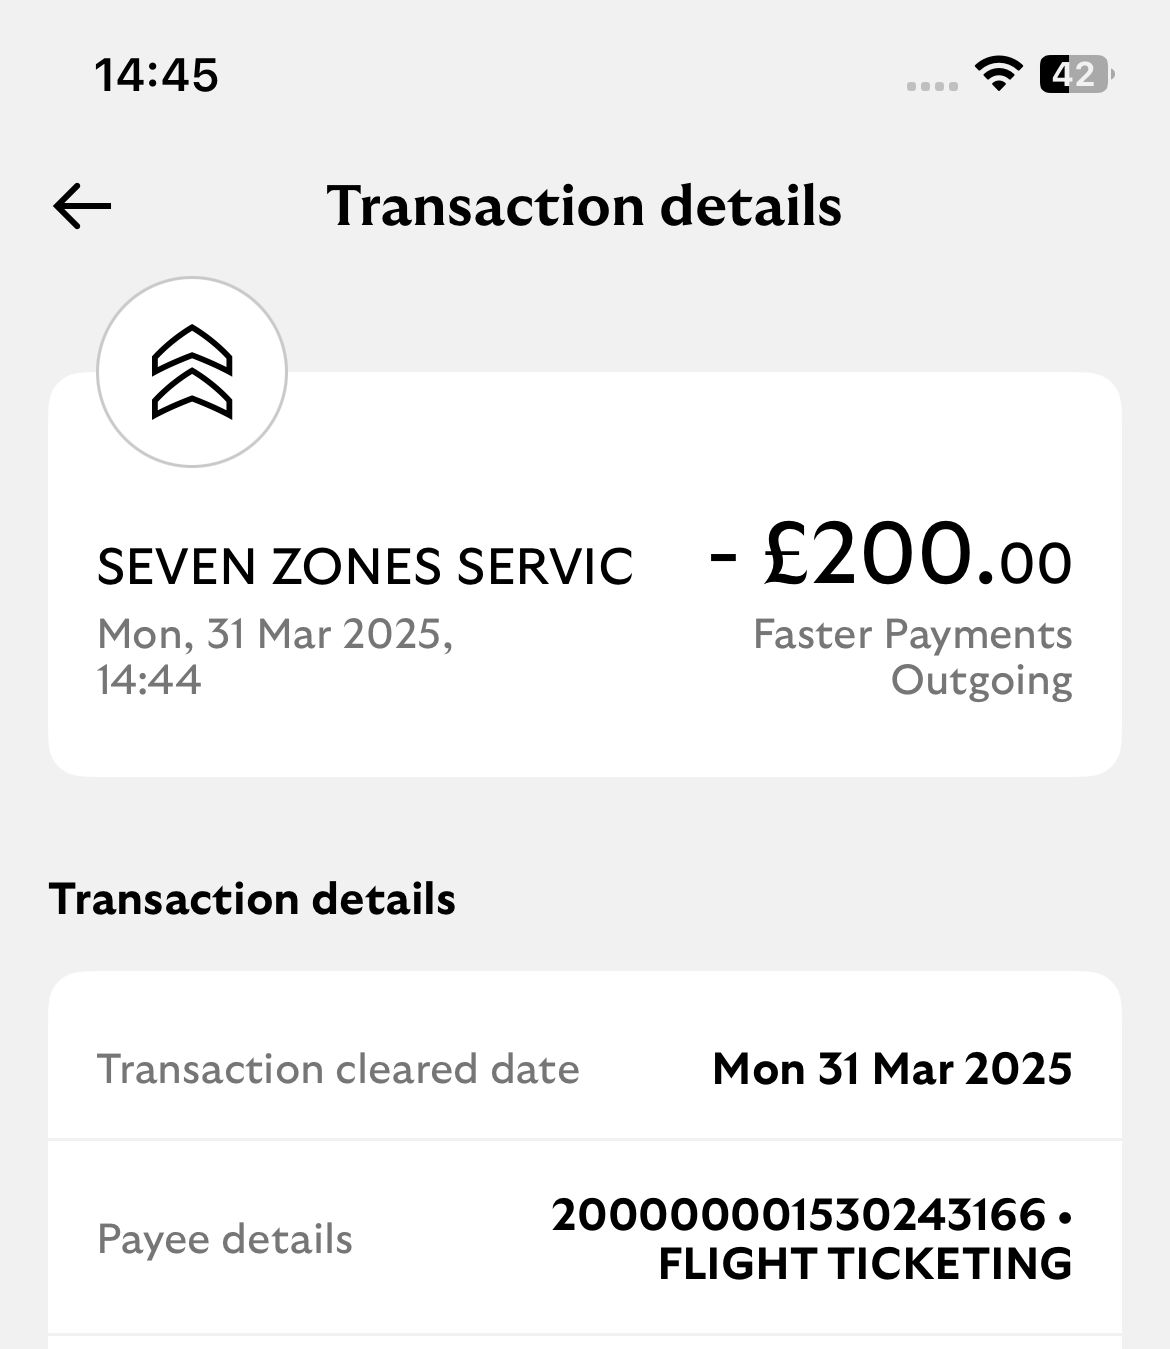 14:45
42
Transaction details
SEVEN ZONES SERVIC
- £200.00
Mon, 31 Mar 2025,
14:44
Faster Payments
Outgoing
Transaction details
Transaction cleared date
Mon 31 Mar 2025
Payee details
200000001530243166 •
FLIGHT TICKETING